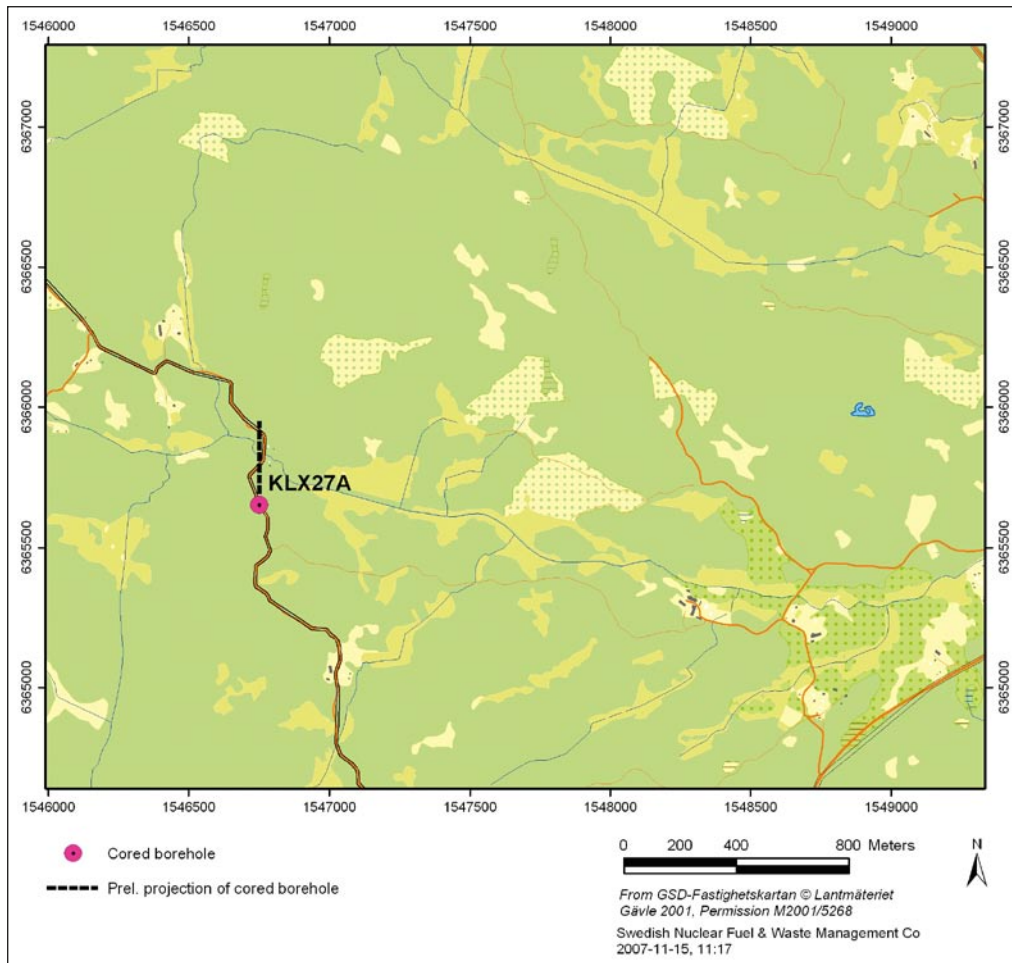 1546000 1546500 1547000 1547500 1548000 1548500 1549000
6367000 6367000
6366500 6366500
6366000 6366000
KLX27A
6365500 6365500
6365000 6365000
1546000 1546500 1547000 1547500 1548000 1548500 1549000
Cored borehole
Prel. projection of cored borehole
0 200 400 800 Meters
N
From GSD-Fastighetskartan © Lantmäteriet
Gävle 2001, Permission M2001/5268
Swedish Nuclear Fuel & Waste Management Co
2007-11-15, 11:17